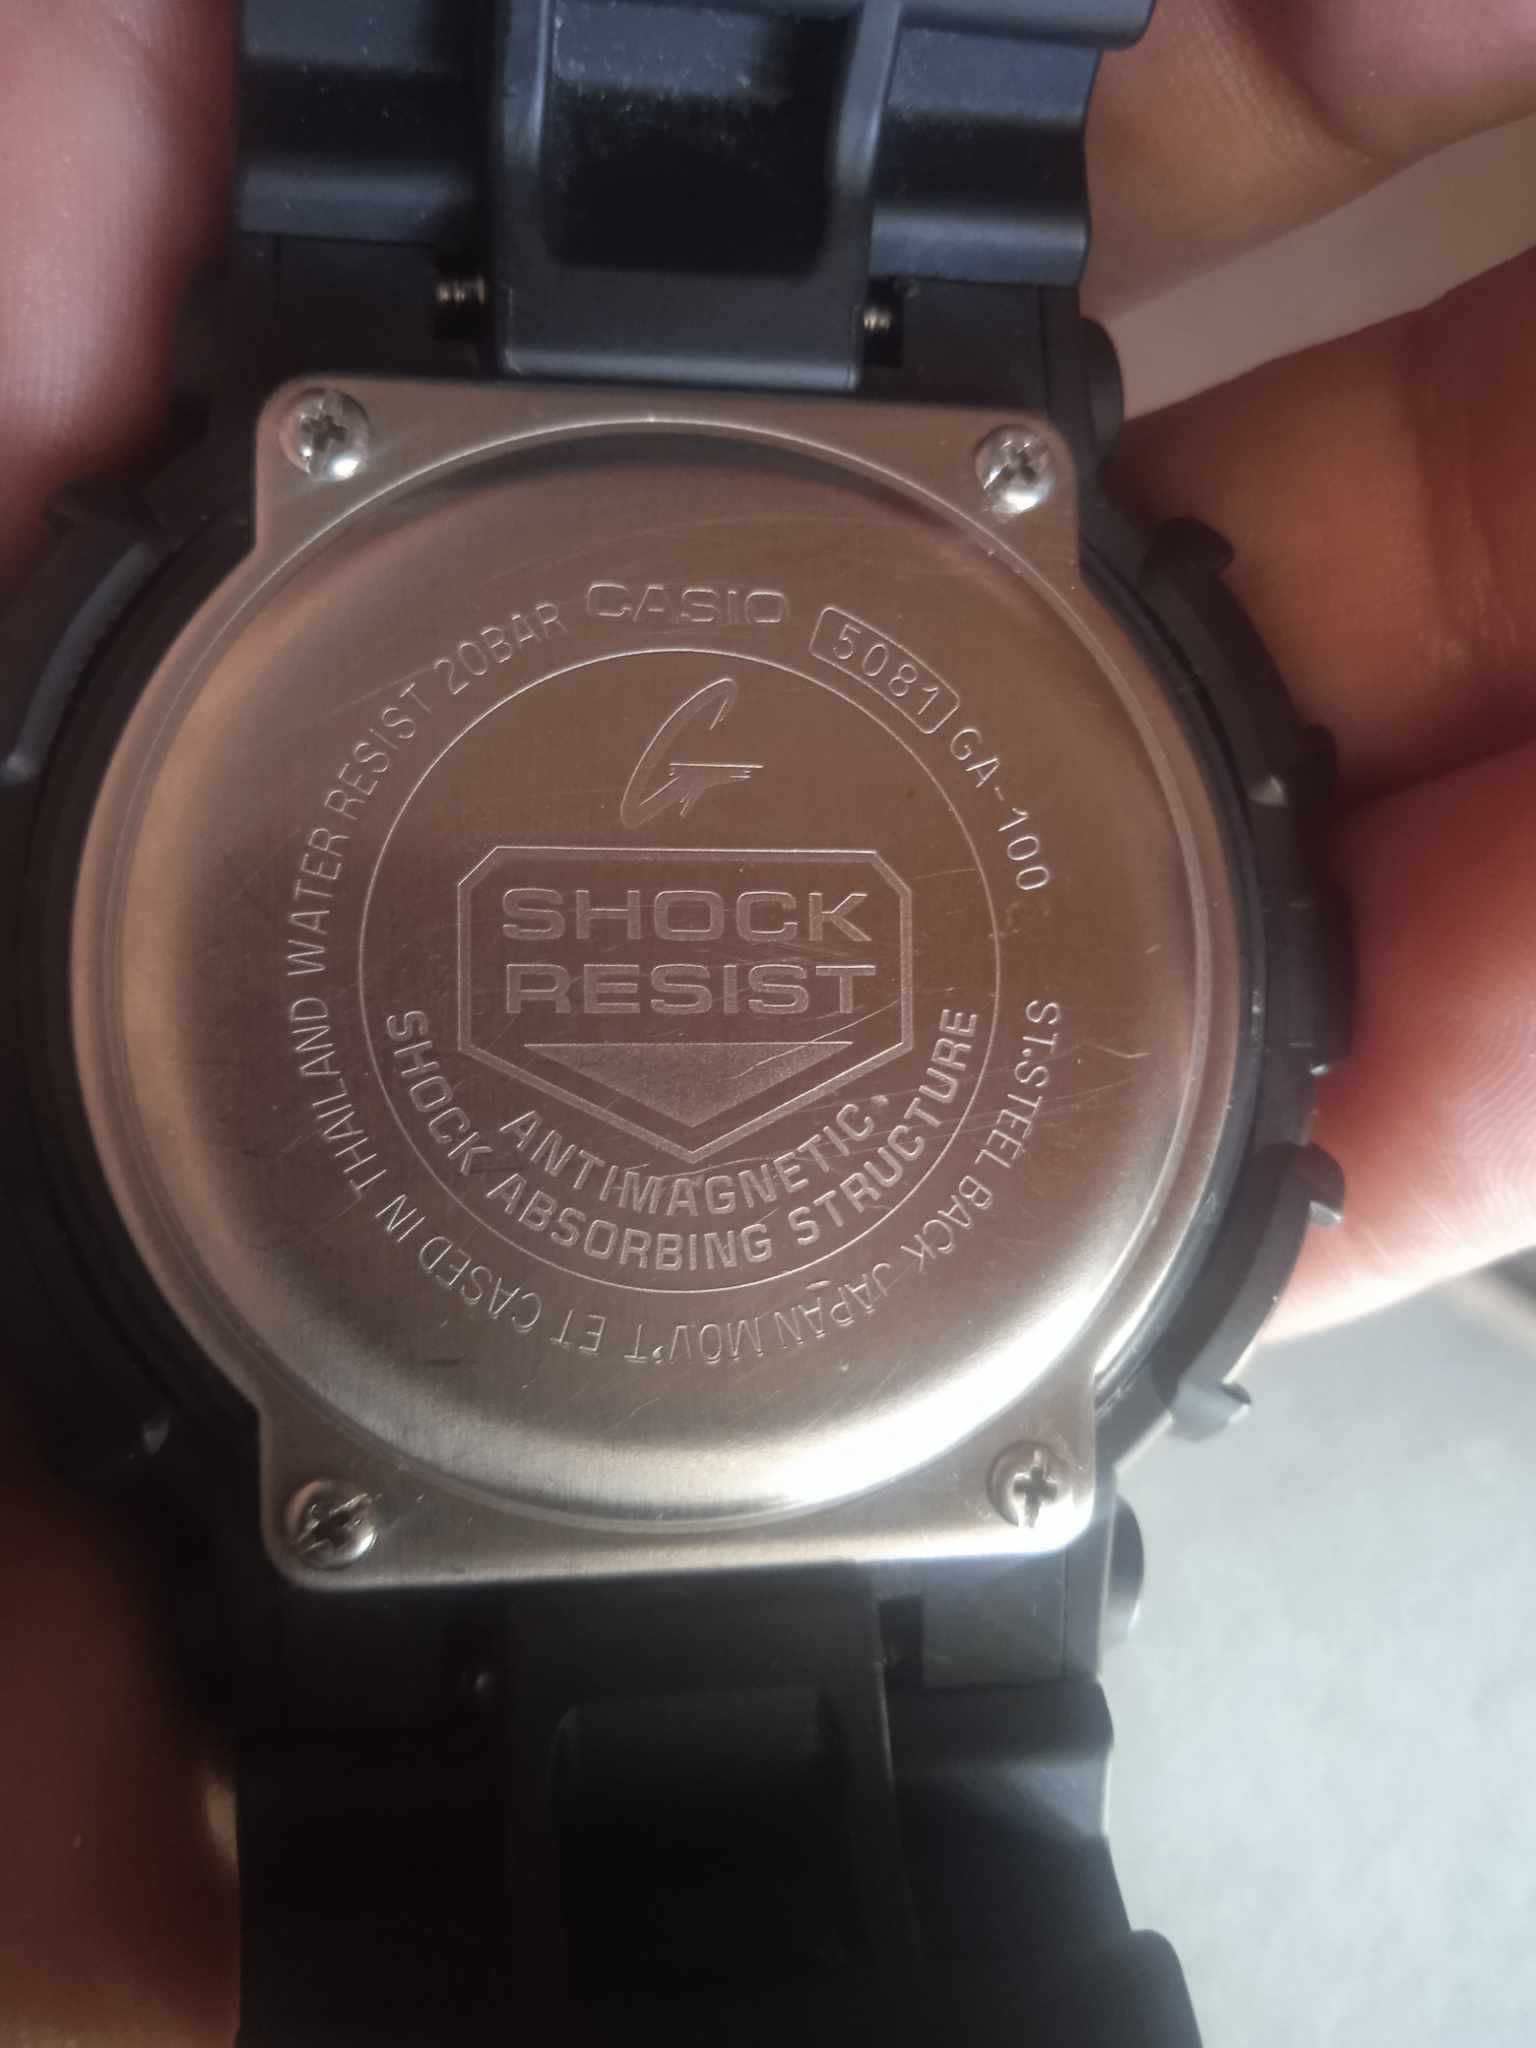 CASIO 5081 GA-100
ST.STEEL BACK JAPAN MOV'T ET CASED IN THAILAND WATER RESIST 20BAR
G
SHOCK
RESIST
ANTIMAGNETIC•
SHOCK ABSORBING STRUCTURE